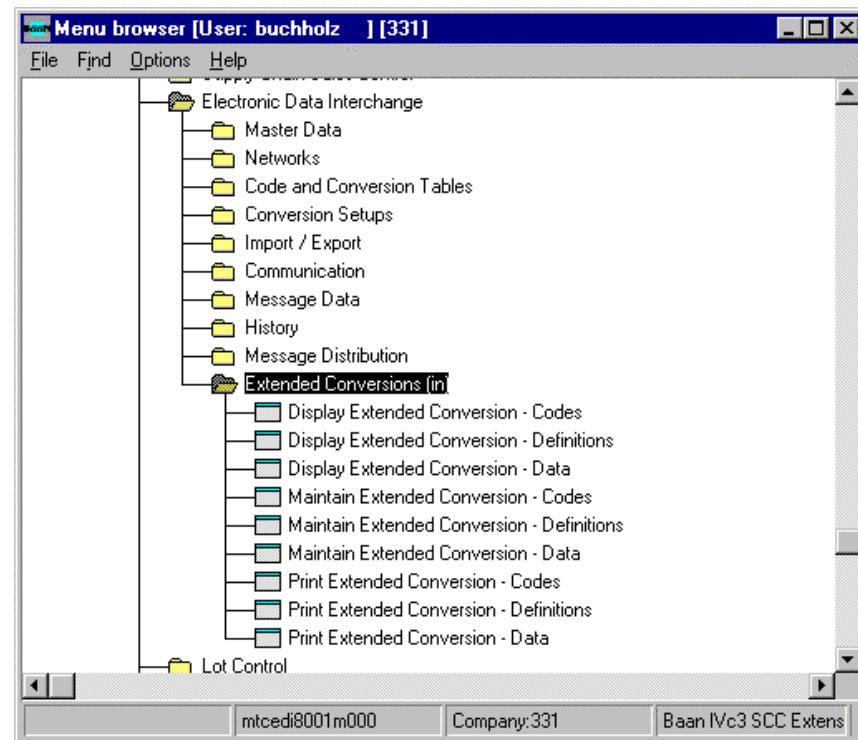 BaaN Menu browser [User: buchholz ] [331]
File Find Options Help
Electronic Data Interchange
Master Data
Networks
Code and Conversion Tables
Conversion Setups
Import / Export
Communication
Message Data
History
Message Distribution
Extended Conversions (in)
Display Extended Conversion - Codes
Display Extended Conversion - Definitions
Display Extended Conversion - Data
Maintain Extended Conversion - Codes
Maintain Extended Conversion - Definitions
Maintain Extended Conversion - Data
Print Extended Conversion - Codes
Print Extended Conversion - Definitions
Print Extended Conversion - Data
Lot Control
mtcedi8001m000 Company:331 Baan IVc3 SCC Extens